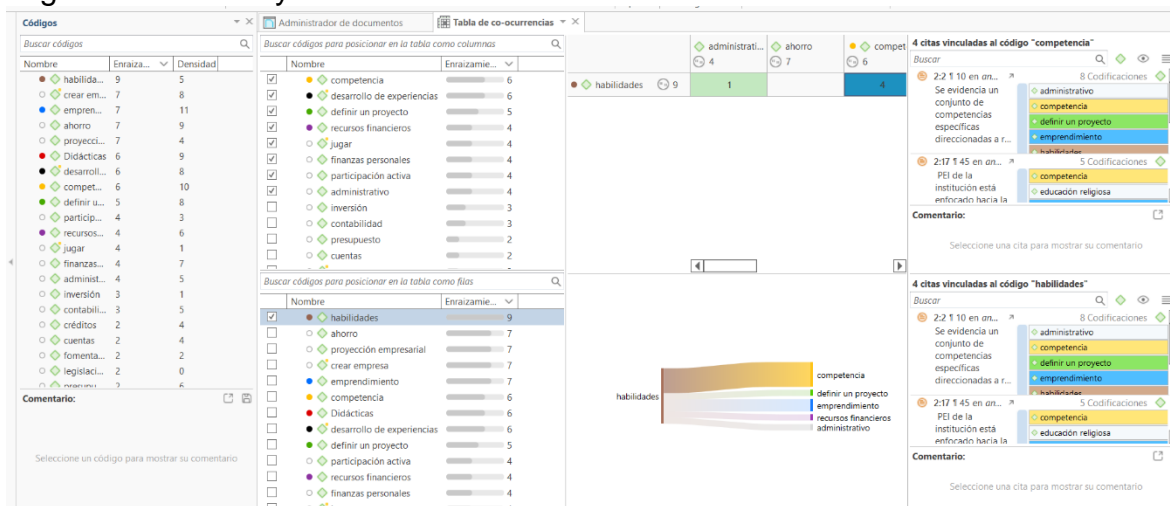 Códigos
Buscar códigos
Nombre Enraiza... Densidad
habilida... 9 5
crear em... 7 8
empren... 7 11
ahorro 7 9
proyecci... 7 4
Didácticas 6 9
desarroll... 6 8
compet... 6 10
definir u... 5 8
particip... 4 3
recursos... 4 6
jugar 4 1
finanzas... 4 7
administ... 4 5
inversión 3 1
contabili... 3 5
créditos 2 4
cuentas 2 4
fomenta... 2 2
legislaci... 2 0
presupu... 2 6
Comentario:
Seleccione un código para mostrar su comentario
Administrador de documentos
Tabla de co-ocurrencias
Buscar códigos para posicionar en la tabla como columnas
Nombre Enraizamie...
competencia 6
desarrollo de experiencias 6
definir un proyecto 5
recursos financieros 4
jugar 4
finanzas personales 4
participación activa 4
administrativo 4
inversión 3
contabilidad 3
presupuesto 2
cuentas 2
Buscar códigos para posicionar en la tabla como filas
Nombre Enraizamie...
habilidades 9
ahorro 7
proyección empresarial 7
crear empresa 7
emprendimiento 7
competencia 6
Didácticas 6
desarrollo de experiencias 6
definir un proyecto 5
participación activa 4
recursos financieros 4
finanzas personales 4
administrati... ahorro compet
4 7 6
habilidades 9 1 4
habilidades
competencia
definir un proyecto
emprendimiento
recursos financieros
administrativo
4 citas vinculadas al código "competencia"
Buscar
2:2 ¶ 10 en an... 8 Codificaciones
Se evidencia un
conjunto de
competencias
específicas
direccionadas a r...
administrativo
competencia
definir un proyecto
emprendimiento
habilidades
2:17 ¶ 45 en an... 5 Codificaciones
PEI de la
institución está
enfocado hacia la
competencia
educación religiosa
Comentario:
Seleccione una cita para mostrar su comentario
4 citas vinculadas al código "habilidades"
Buscar
2:2 ¶ 10 en an... 8 Codificaciones
Se evidencia un
conjunto de
competencias
específicas
direccionadas a r...
administrativo
competencia
definir un proyecto
emprendimiento
habilidades
2:17 ¶ 45 en an... 5 Codificaciones
PEI de la
institución está
enfocado hacia la
competencia
educación religiosa
Comentario:
Seleccione una cita para mostrar su comentario